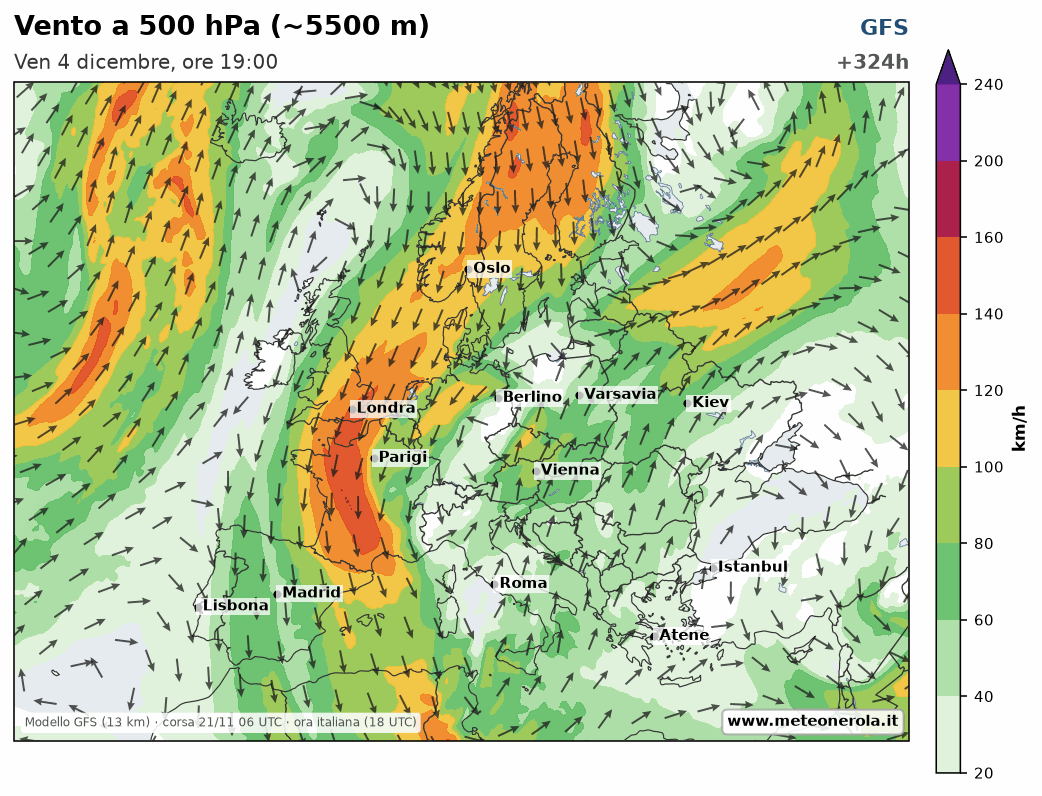 Vento a 500 hPa (~5500 m)
GFS
Ven 4 dicembre, ore 19:00
+324h
240
200
160
140
120
100
80
60
40
20
km/h
Oslo
Londra
Berlino
Varsavia
Kiev
Parigi
Vienna
Istanbul
Roma
Madrid
Lisbona
Atene
Modello GFS (13 km) · corsa 21/11 06 UTC · ora italiana (18 UTC)
www.meteonerola.it